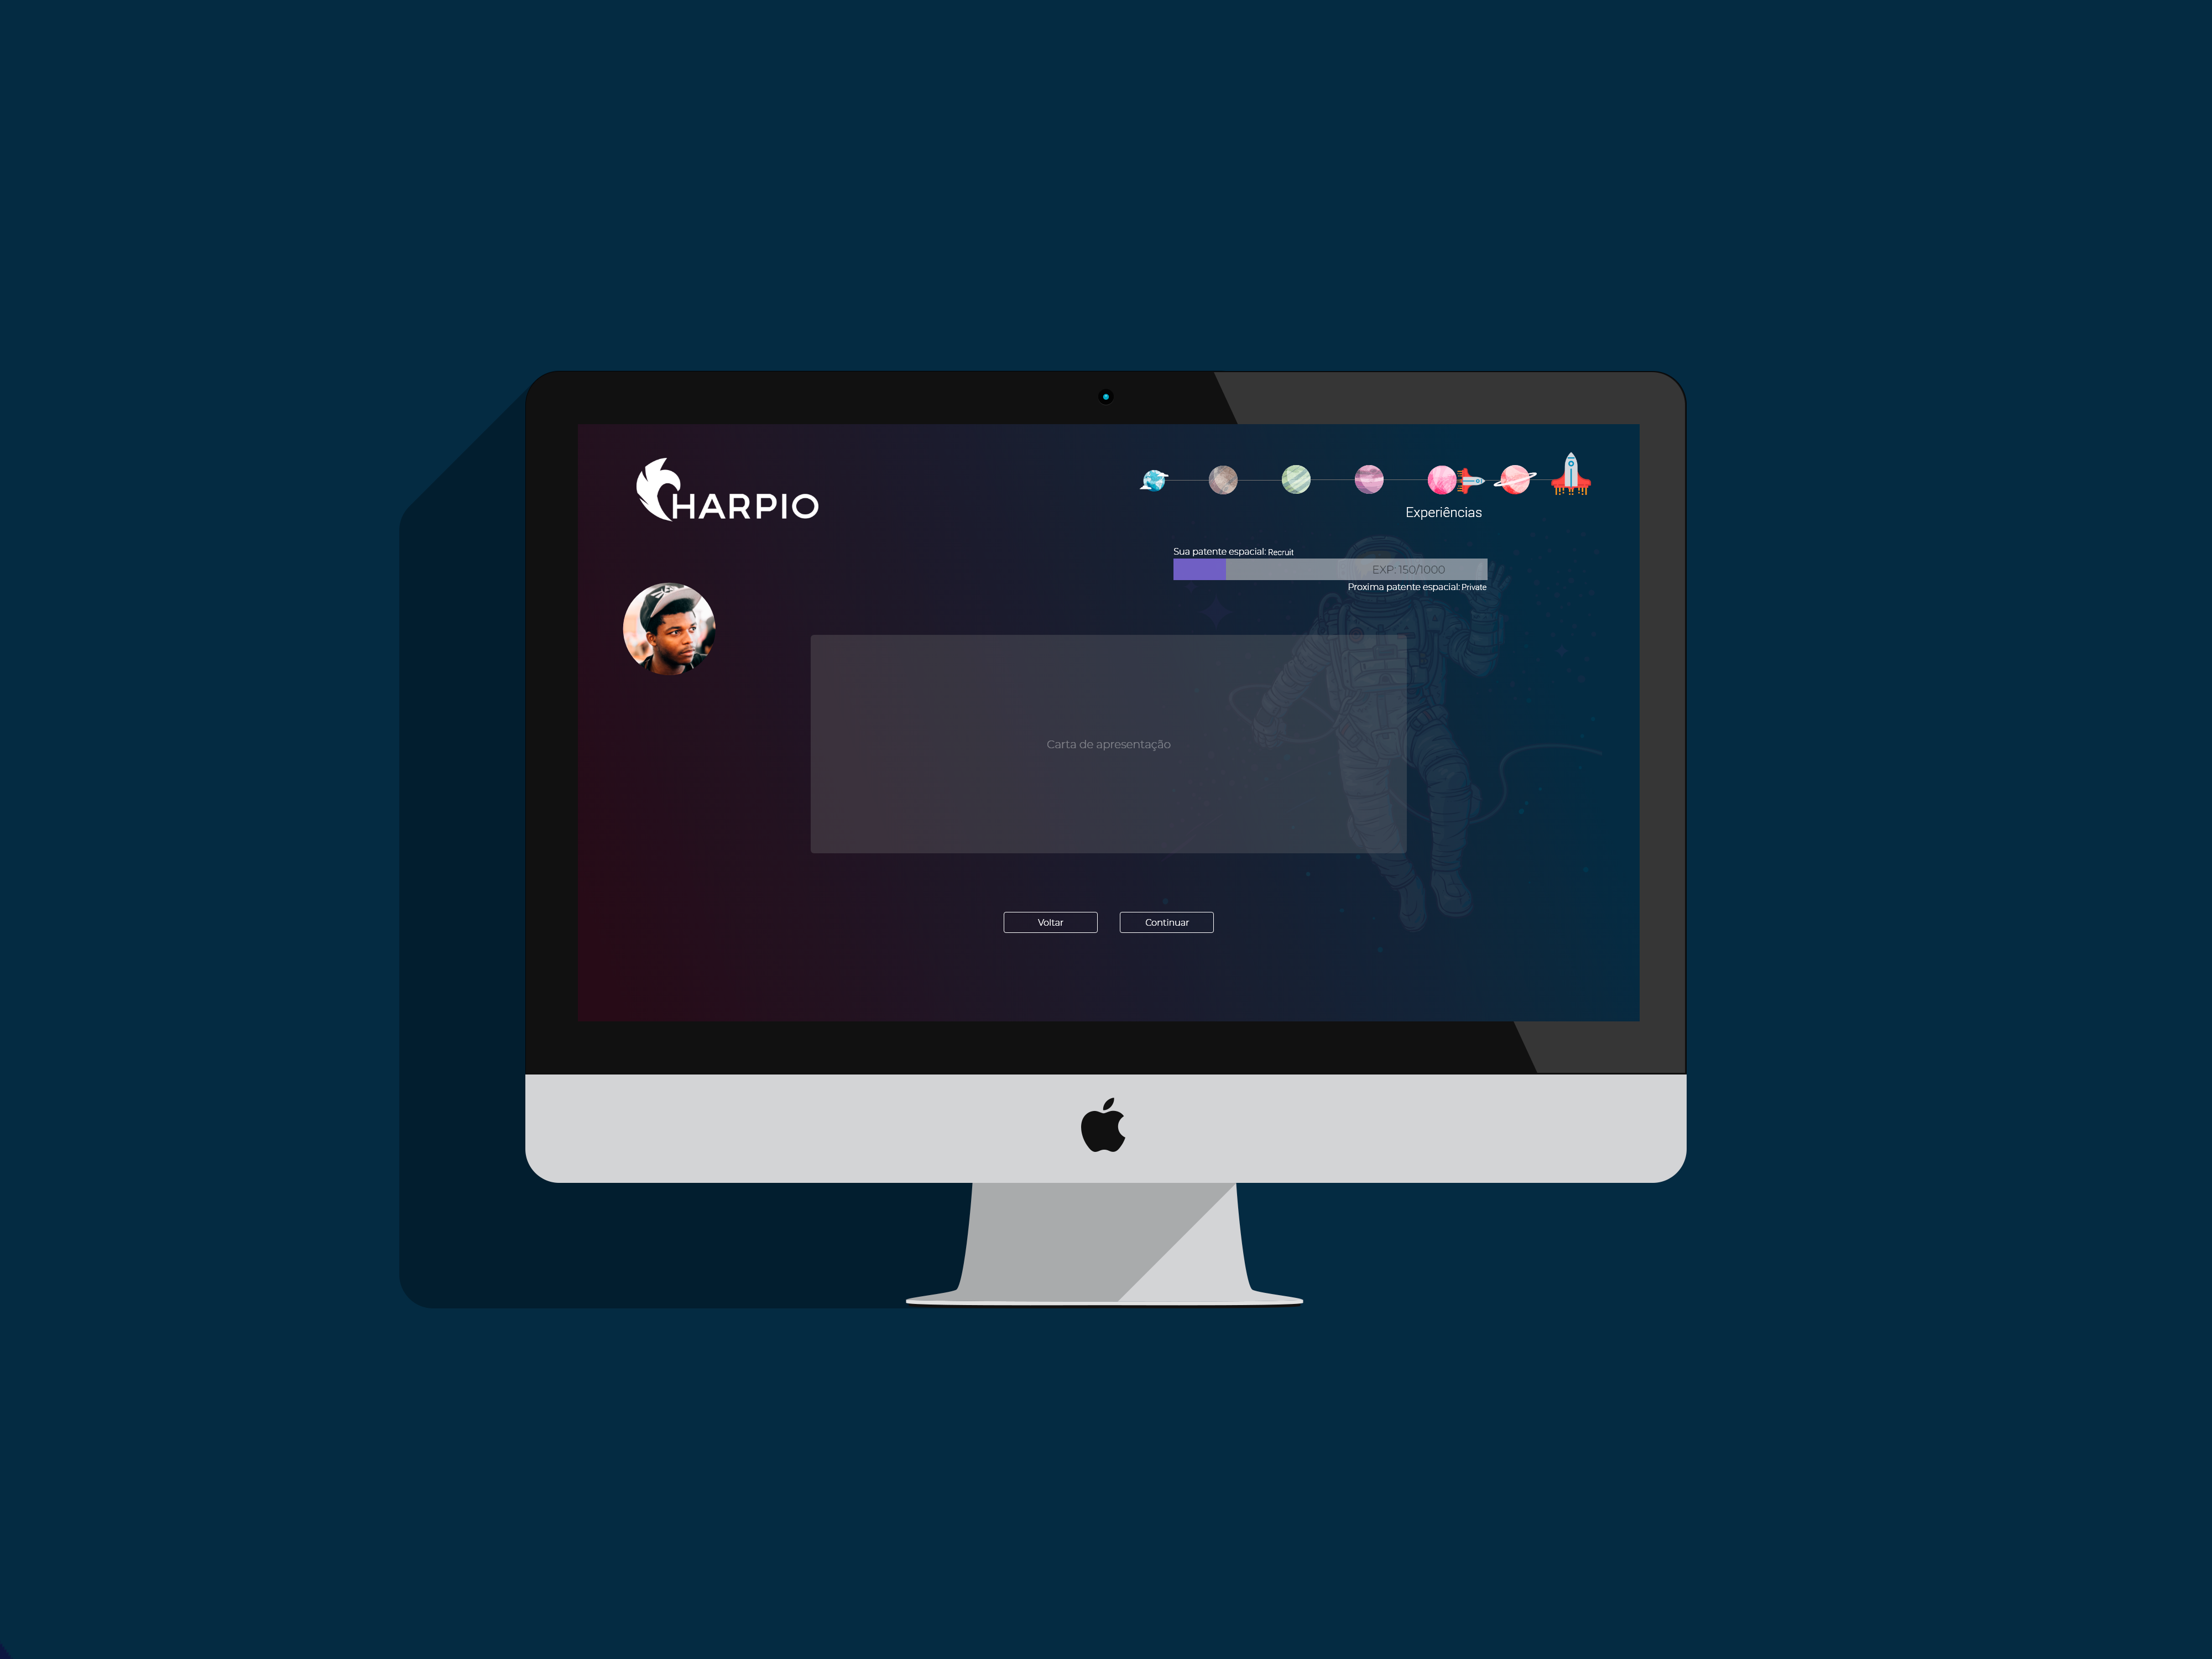 HARPIO
Experiências
Sua patente espacial: Recruit
EXP: 150/1000
Proxima patente espacial: Private
Carta de apresentação
Voltar
Continuar